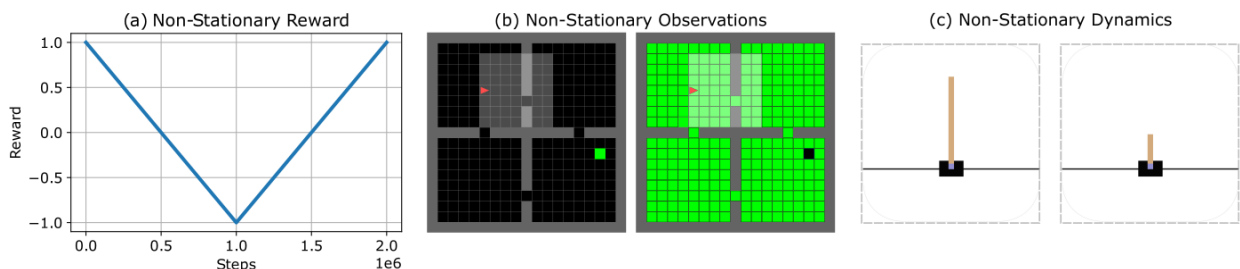 (a) Non-Stationary Reward
(b) Non-Stationary Observations
(c) Non-Stationary Dynamics
1.0
0.5
0.0
−0.5
−1.0
Reward
0.0
0.5
1.0
1.5
2.0
Steps
1e6